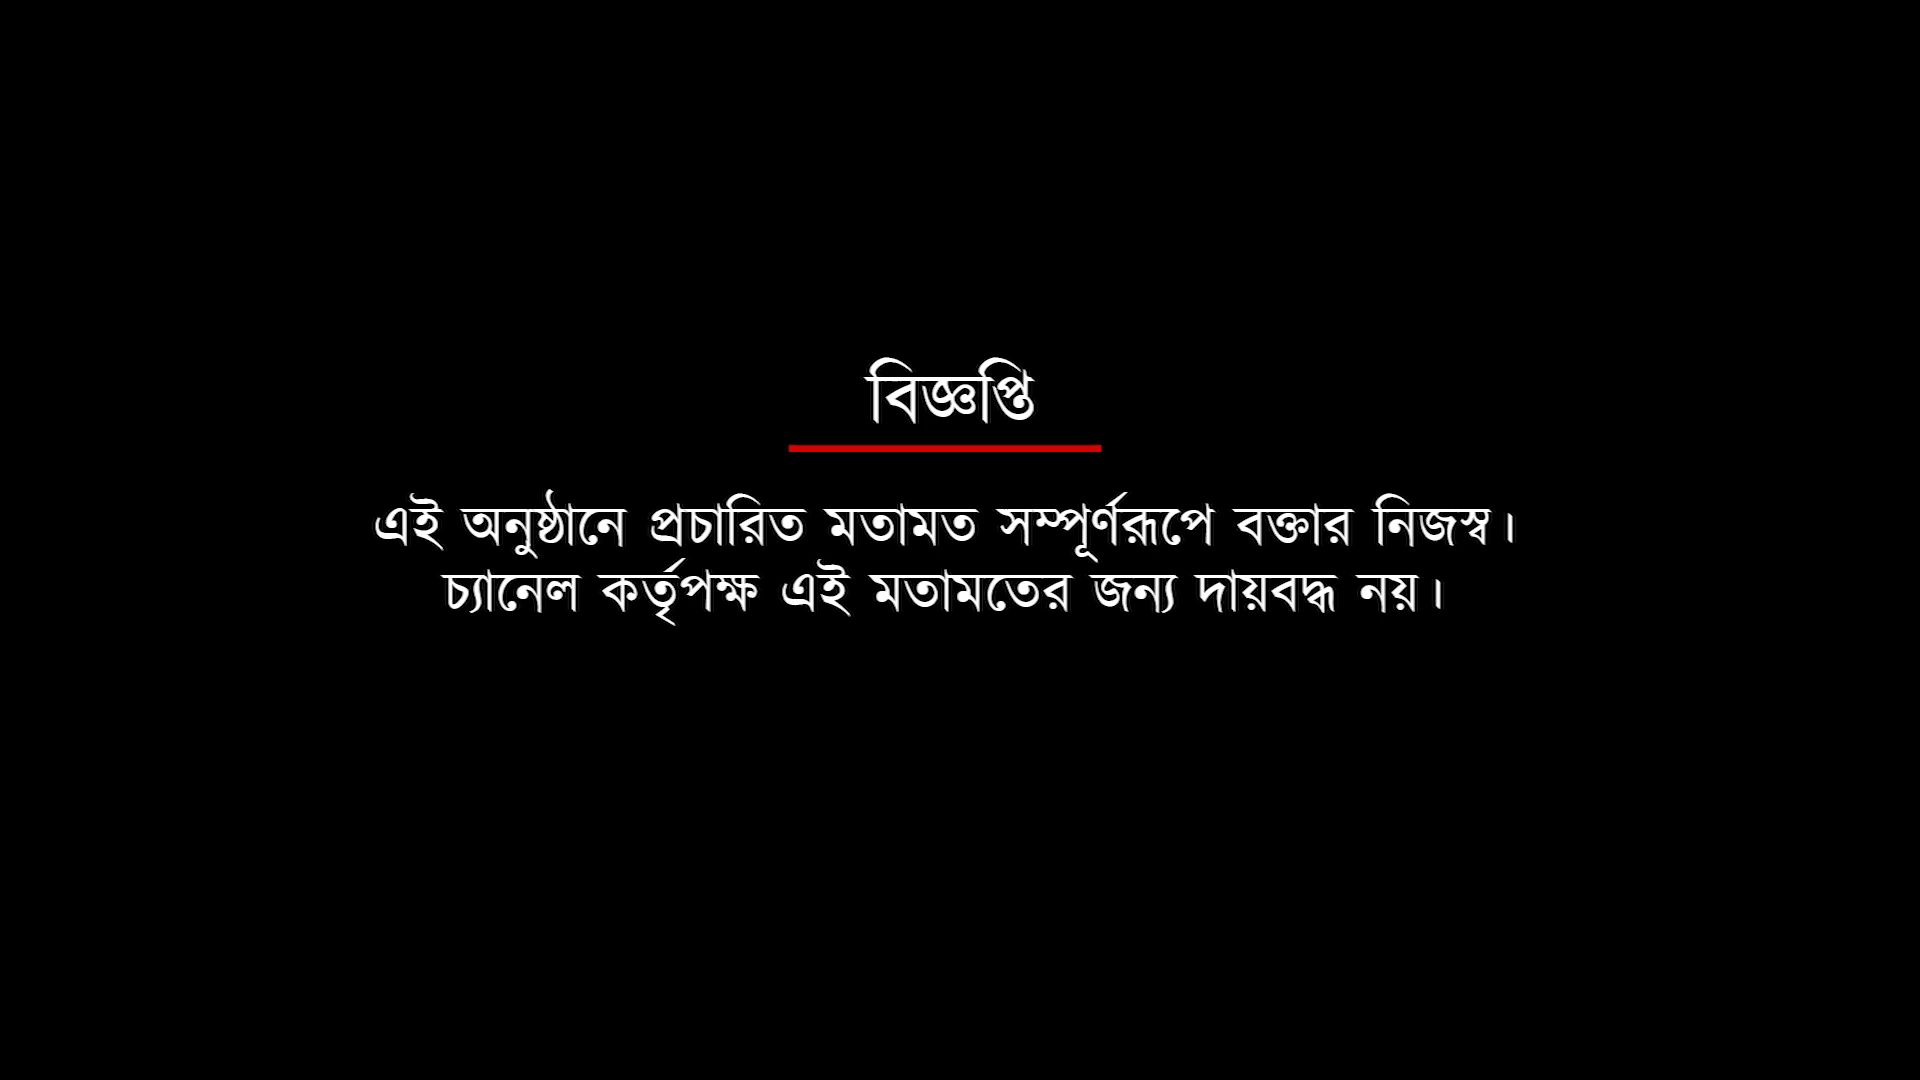 বিজ্ঞপ্তি
এই অনুষ্ঠানে প্রচারিত মতামত সম্পূর্ণরূপে বক্তার নিজস্ব।
চ্যানেল কর্তৃপক্ষ এই মতামতের জন্য দায়বদ্ধ নয়।